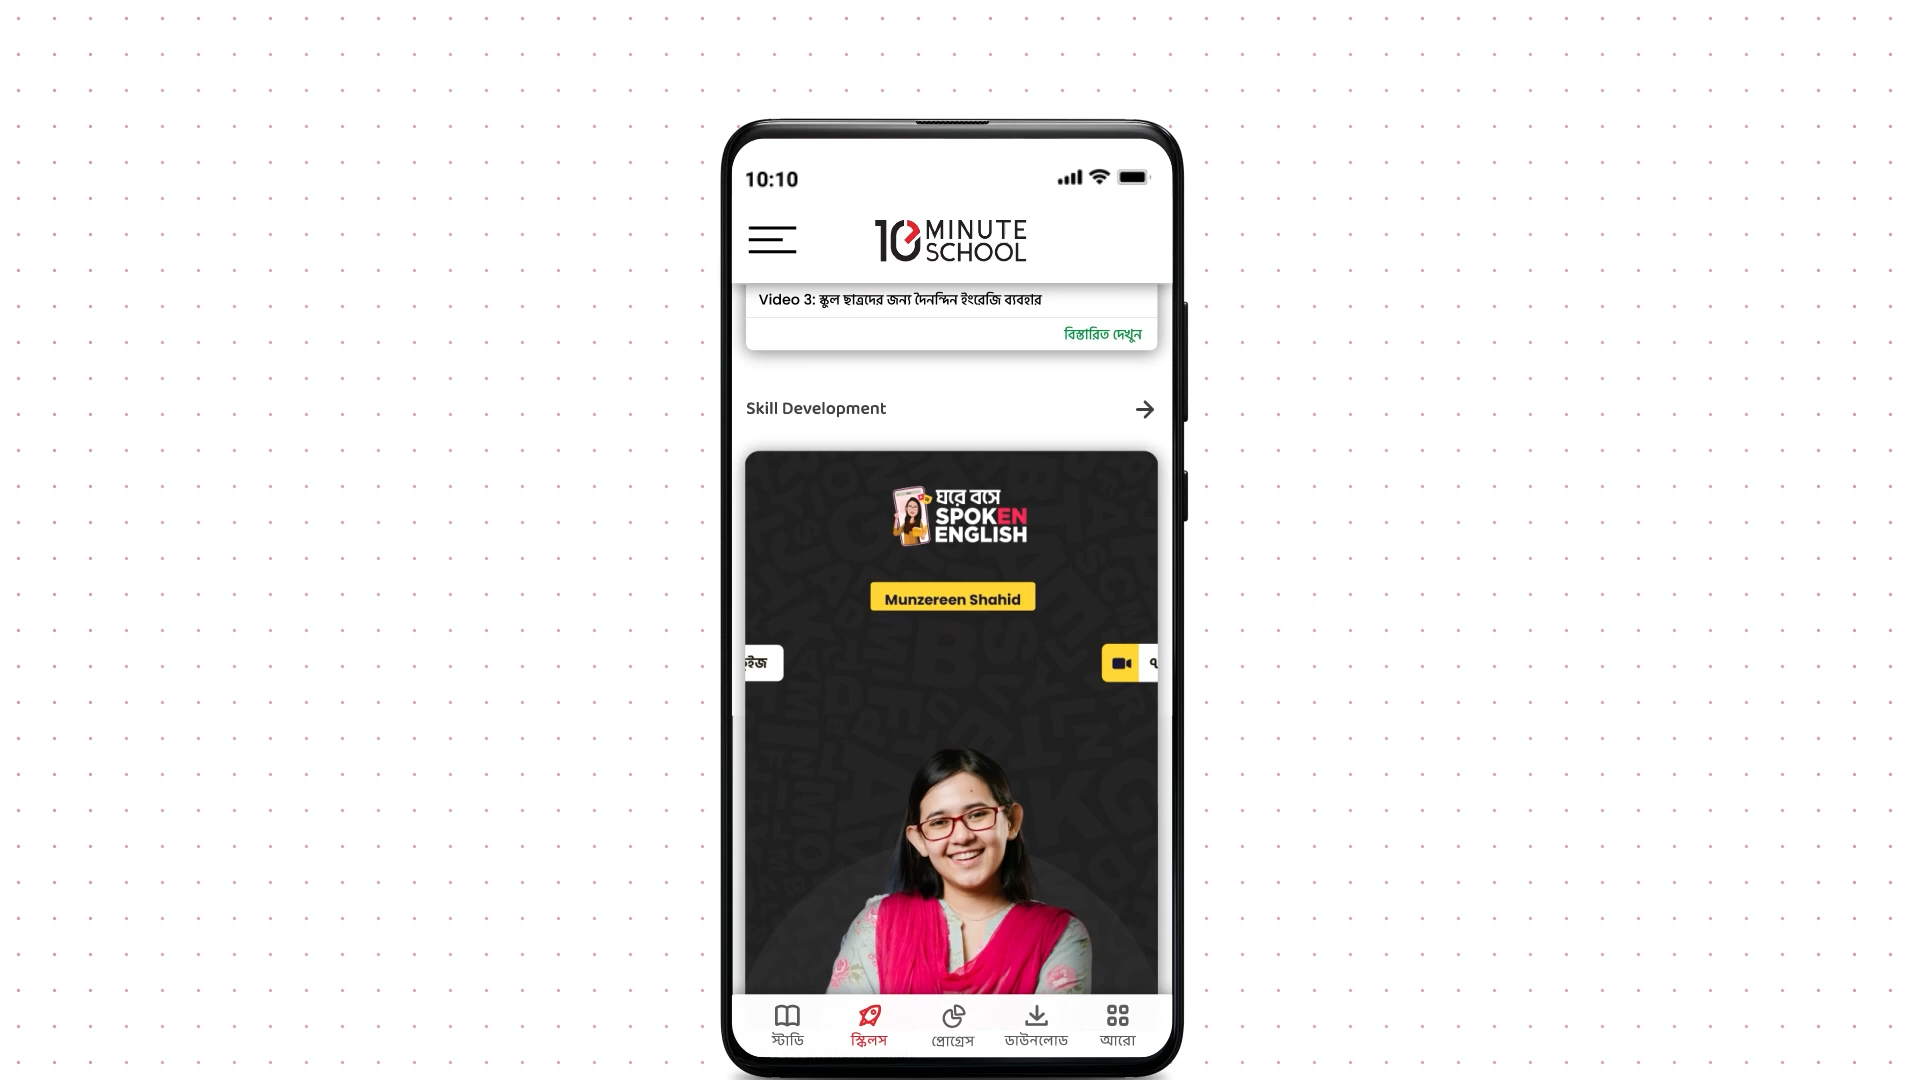 10:10
10 MINUTE
SCHOOL
Video 3: স্কুল ছাত্রদের জন্য দৈনন্দিন ইংরেজি ব্যবহার
বিস্তারিত দেখুন
Skill Development
ঘরে বসে
SPOKEN
ENGLISH
Munzereen Shahid
স্টাডি
স্কিলস
প্রোগ্রেস
ডাউনলোড
আরো